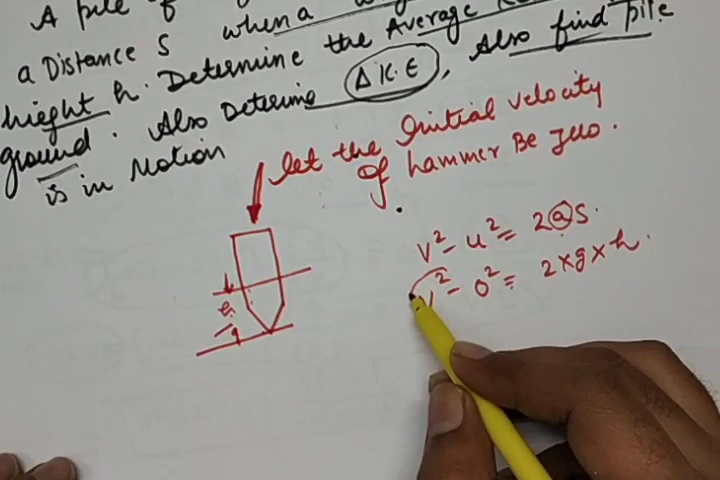 A pile of
a Distance S when a
hieght h. Determine the Average
ground. Also Determine ΔK.E, Also find pile
is in Motion
let the Initial velocity
of hammer Be zero.
V² - u² = 2aS.
V² - 0² = 2×g×h.